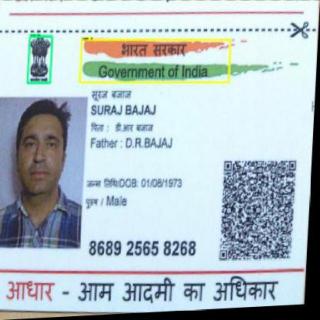 भारत सरकार
Government of India
सूरज बजाज
SURAJ BAJAJ
पिता : डी.आर बजाज
Father : D.R.BAJAJ
जन्म तिथि/DOB: 01/08/1973
पुरुष / Male
8689 2565 8268
आधार - आम आदमी का अधिकार